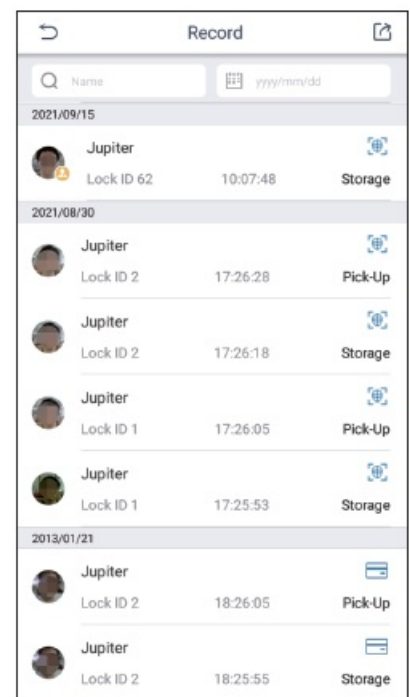 Record
Name yyyy/mm/dd
2021/09/15
Jupiter
Lock ID 62 10:07:48 Storage
2021/08/30
Jupiter
Lock ID 2 17:26:28 Pick-Up
Jupiter
Lock ID 2 17:26:18 Storage
Jupiter
Lock ID 1 17:26:05 Pick-Up
Jupiter
Lock ID 1 17:25:53 Storage
2013/01/21
Jupiter
Lock ID 2 18:26:05 Pick-Up
Jupiter
Lock ID 2 18:25:55 Storage